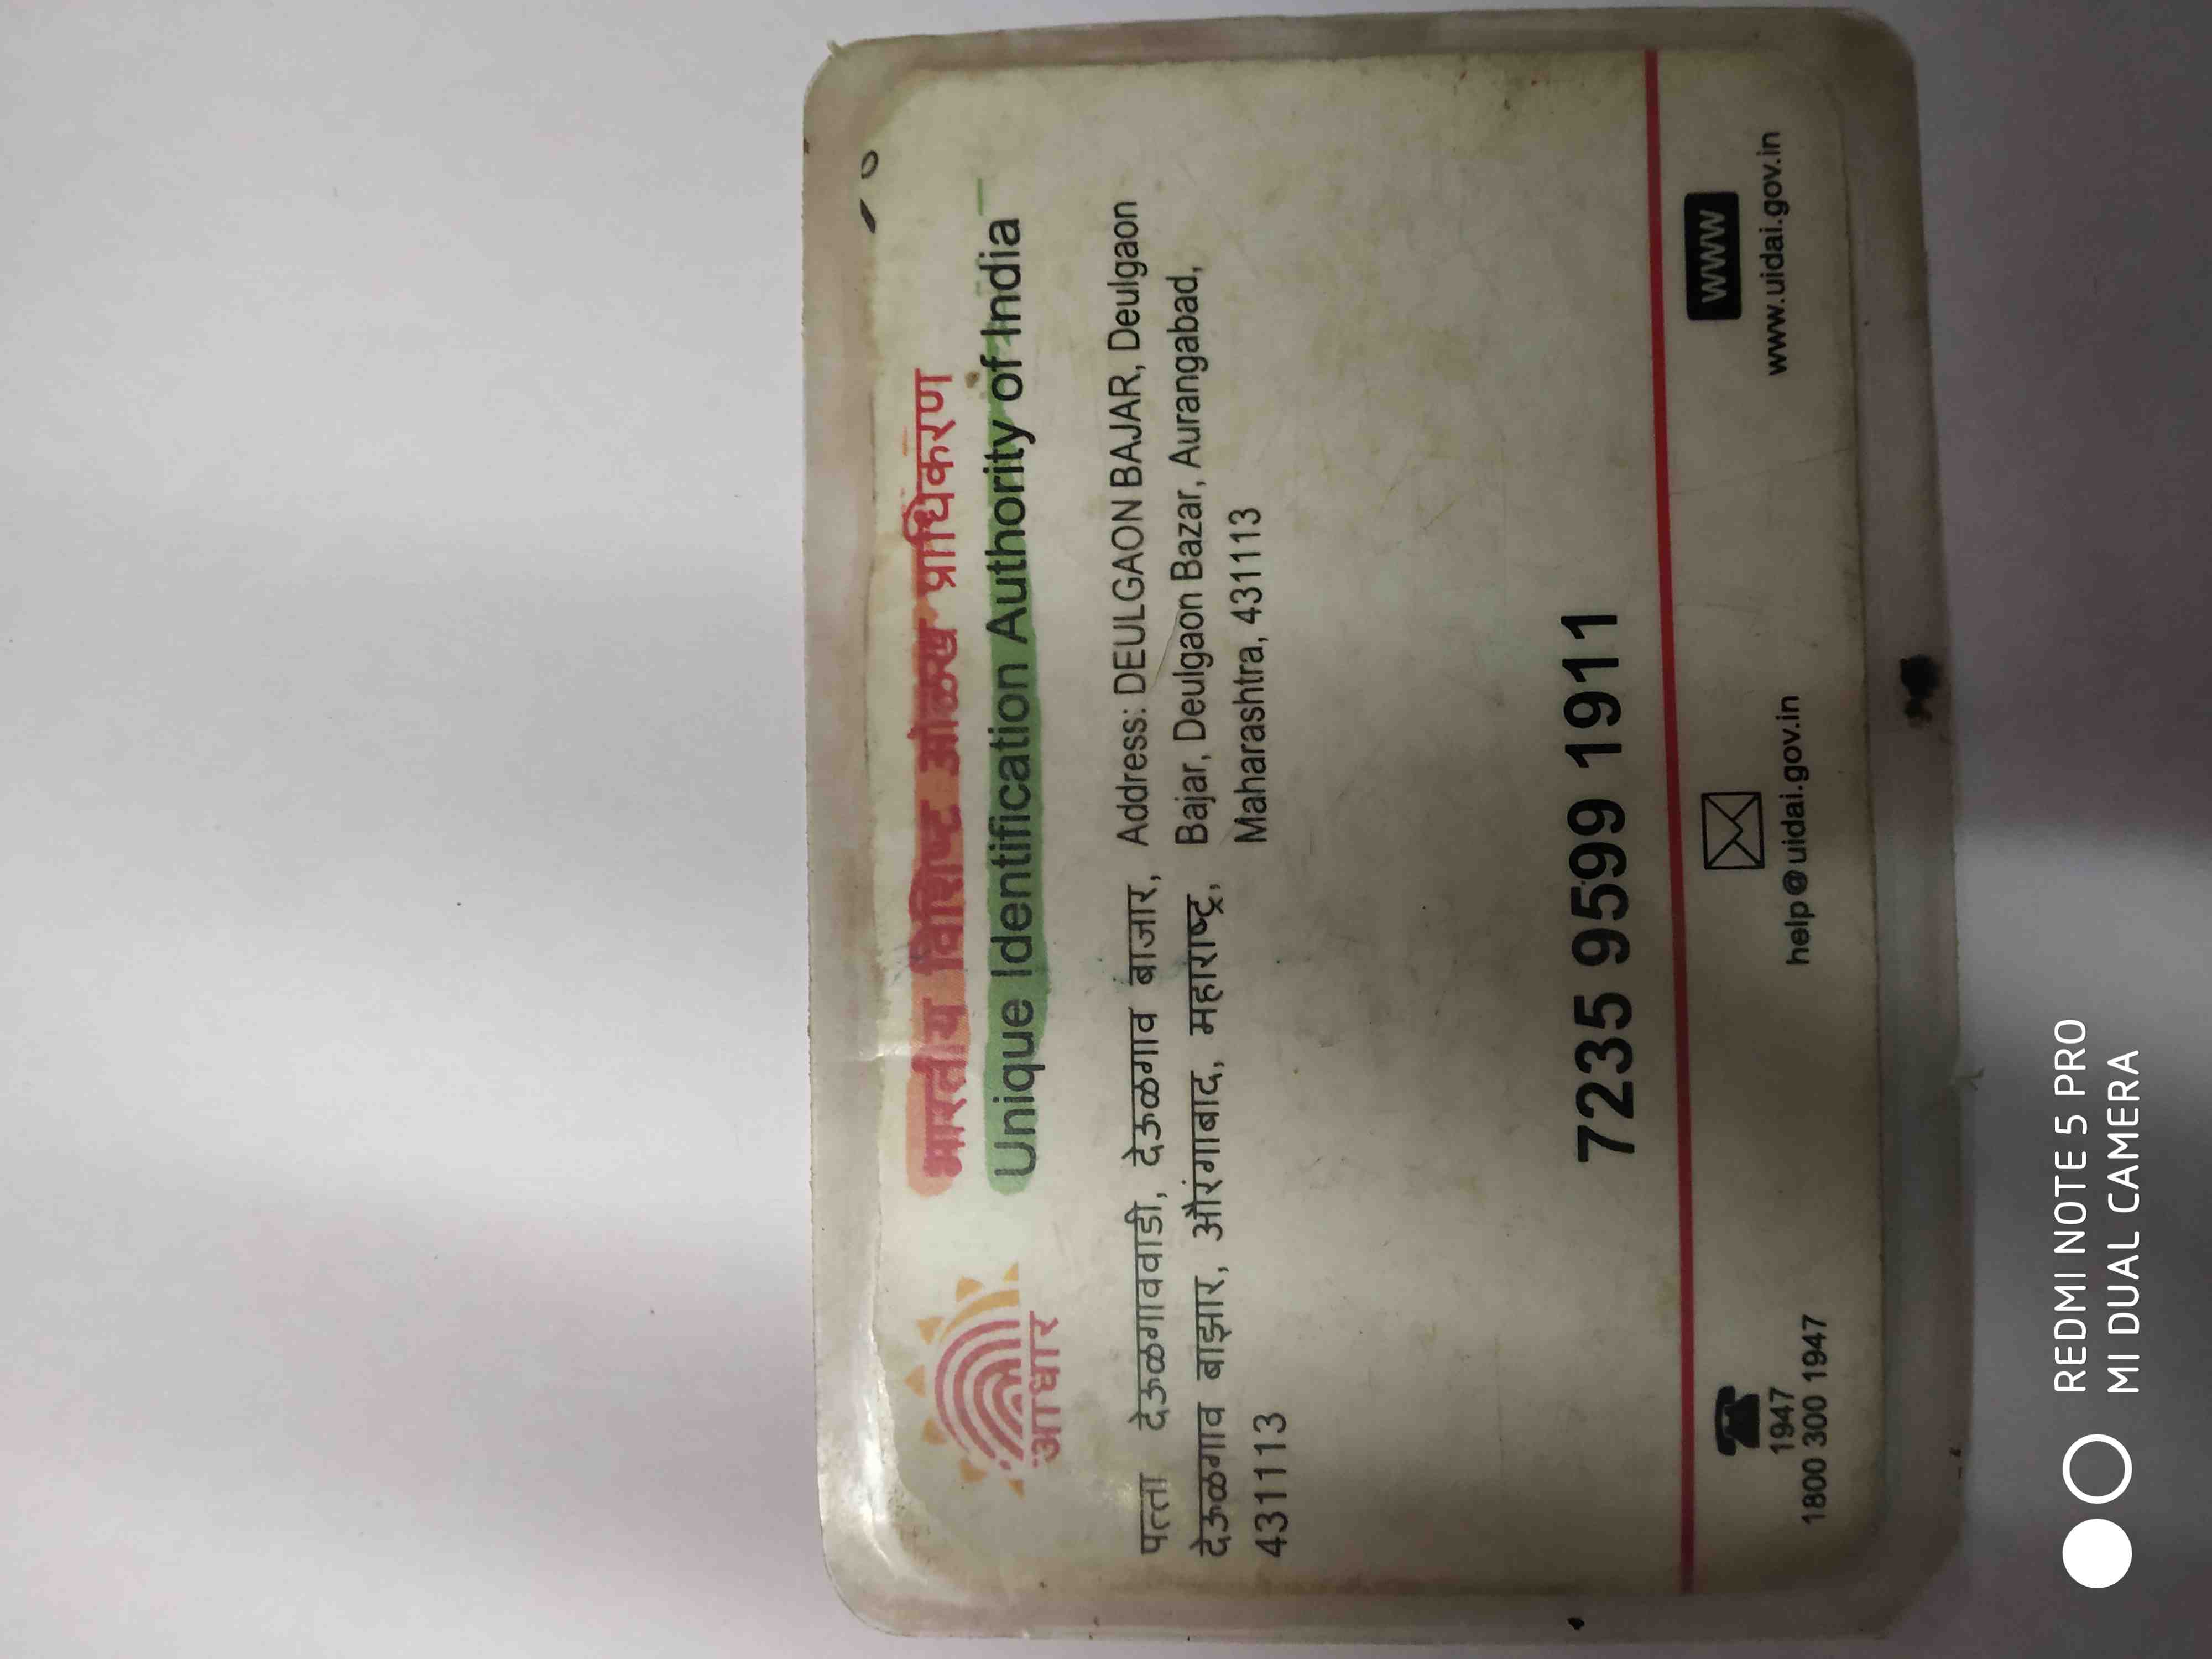 भारतीय विशिष्ट ओळख प्राधिकरण
Unique Identification Authority of India
आधार
पत्ता देऊळगाववाडी, देऊळगाव बाजार,
देऊळगाव बाझार, औरंगाबाद, महाराष्ट्र,
431113
Address: DEULGAON BAJAR, Deulgaon
Bajar, Deulgaon Bazar, Aurangabad,
Maharashtra, 431113
7235 9599 1911
1947
1800 300 1947
help@uidai.gov.in
WWW
www.uidai.gov.in
REDMI NOTE 5 PRO
MI DUAL CAMERA